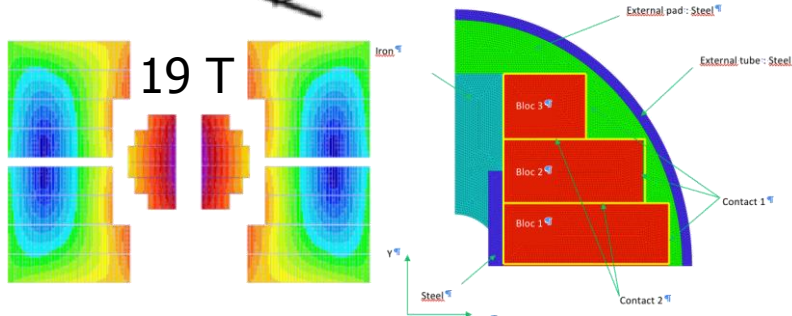 19 T
External pad : Steel¶
Iron¶
External tube : Steel
Bloc 3¶
Bloc 2¶
Bloc 1¶
Contact 1¶
Y¶
Steel¶
Contact 2¶